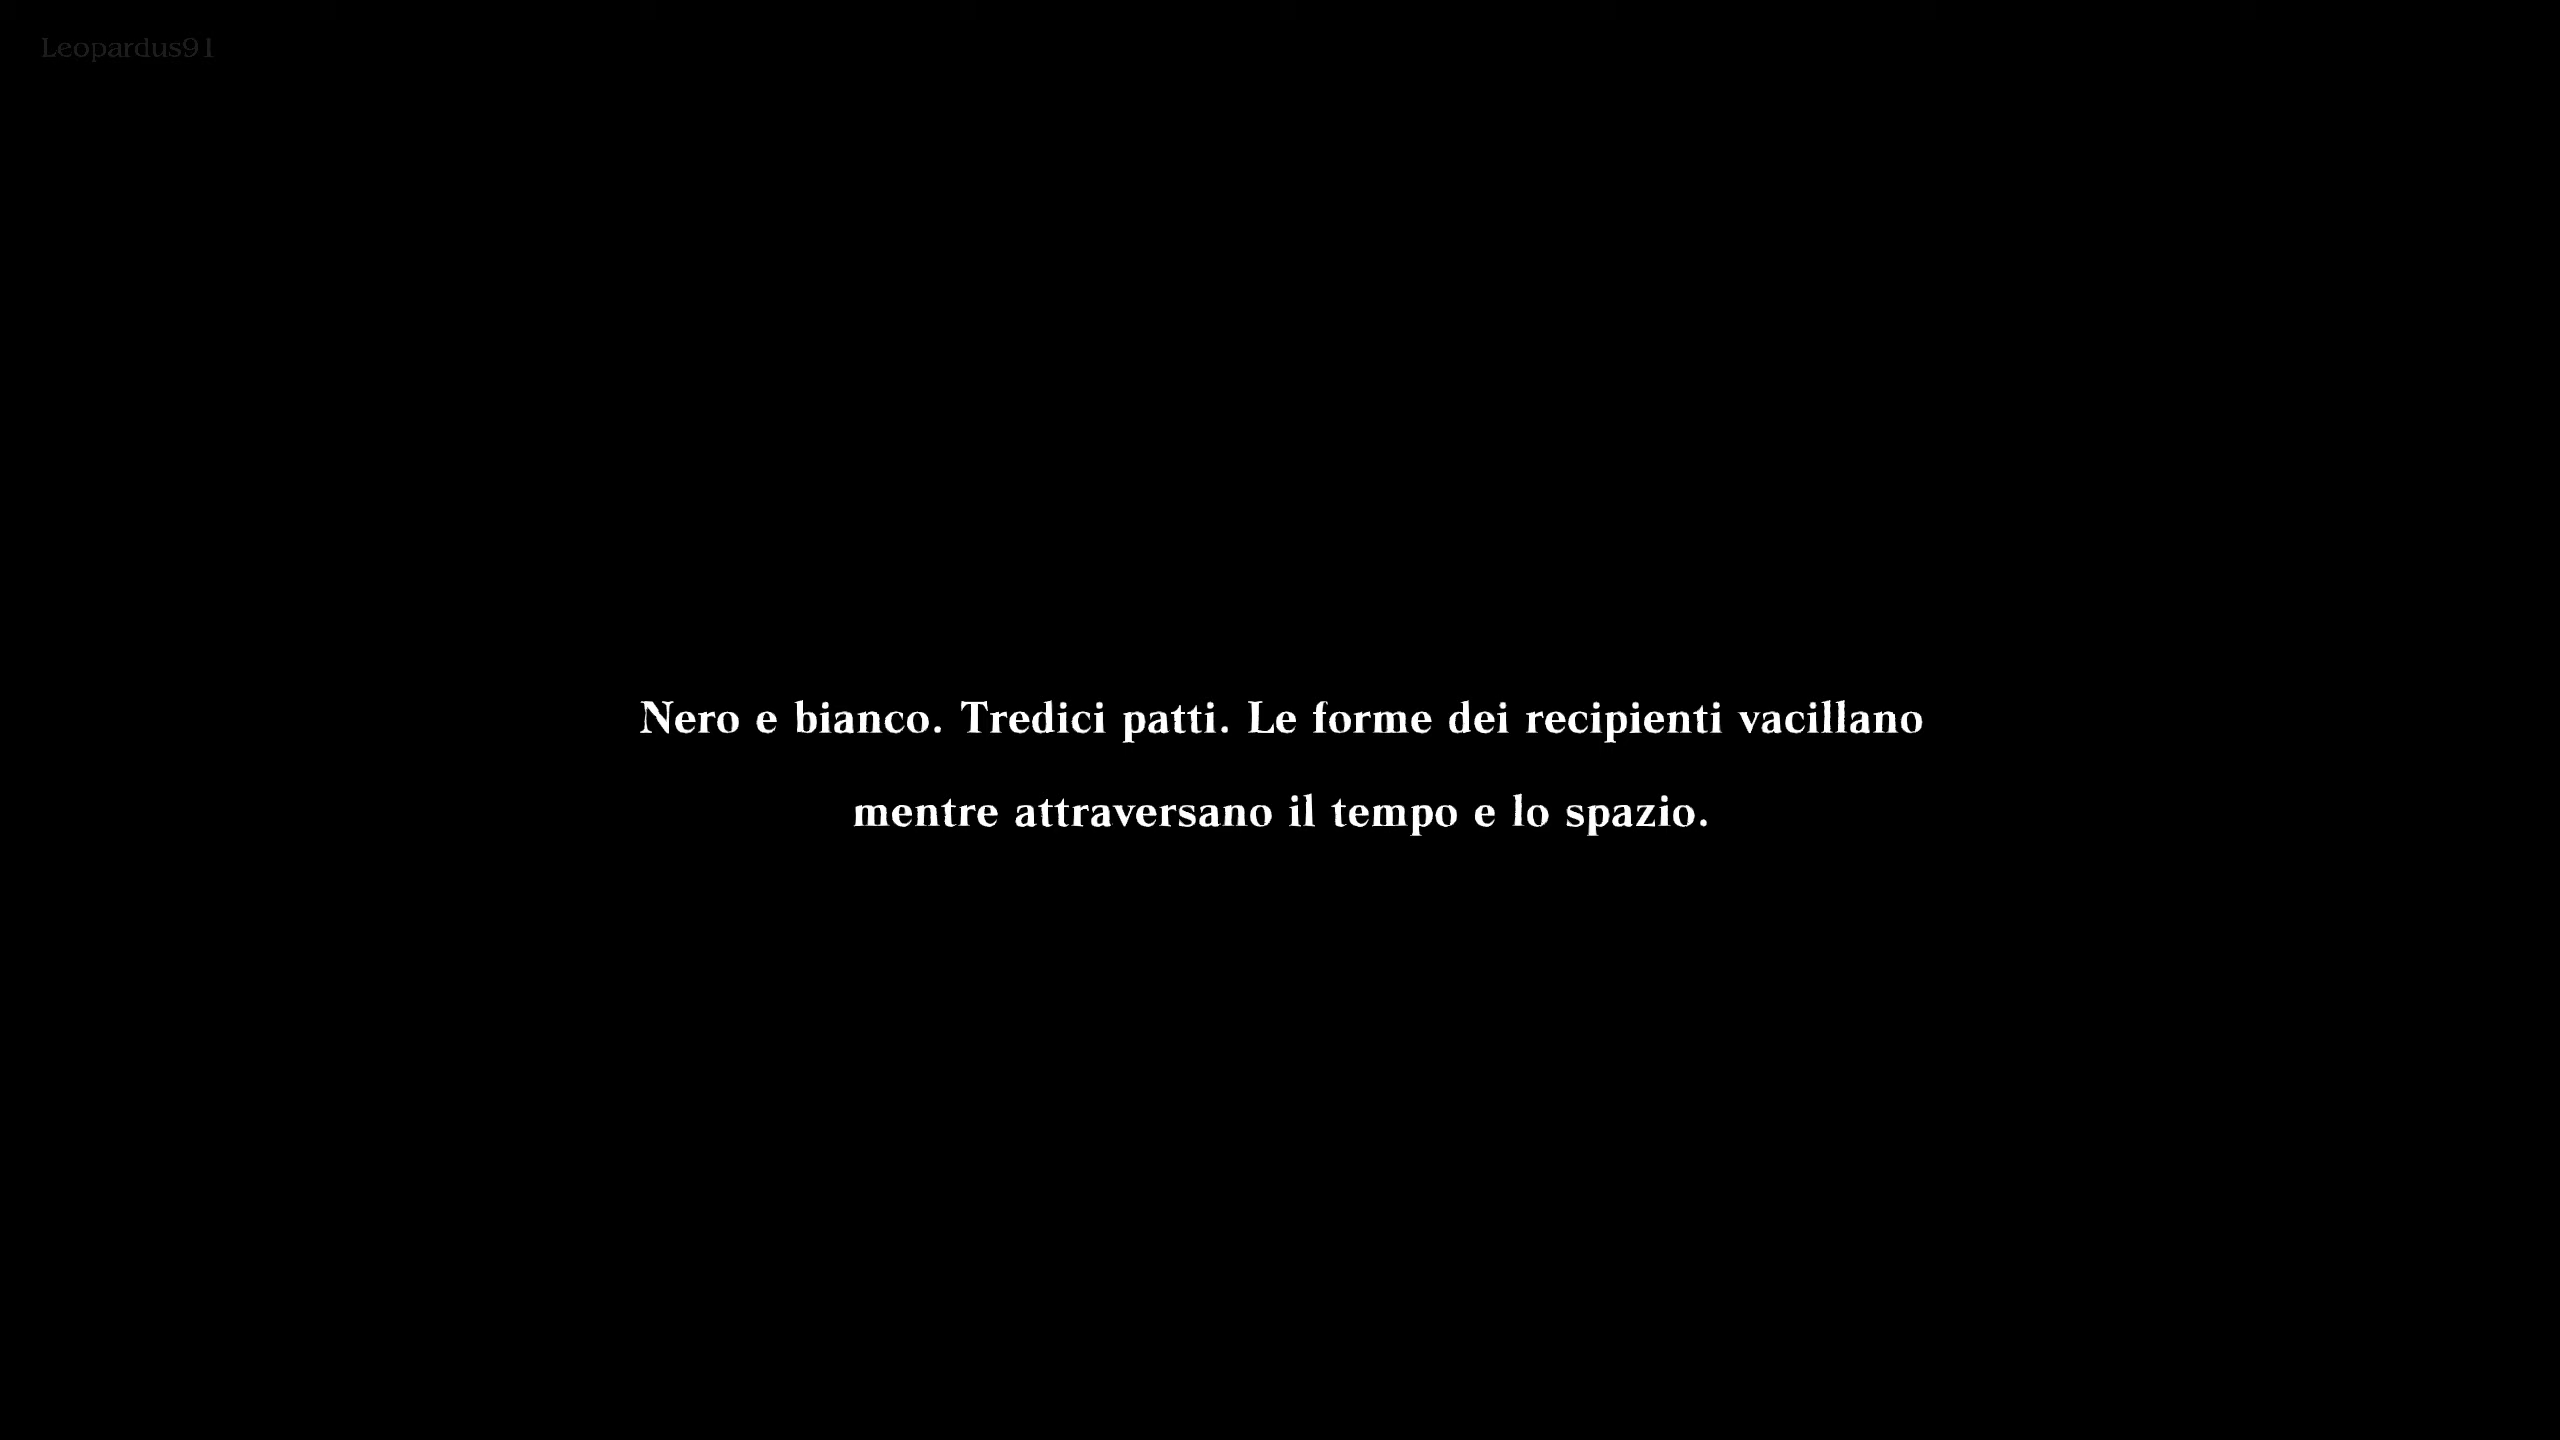 Leopardus91
Nero e bianco. Tredici patti. Le forme dei recipienti vacillano
mentre attraversano il tempo e lo spazio.